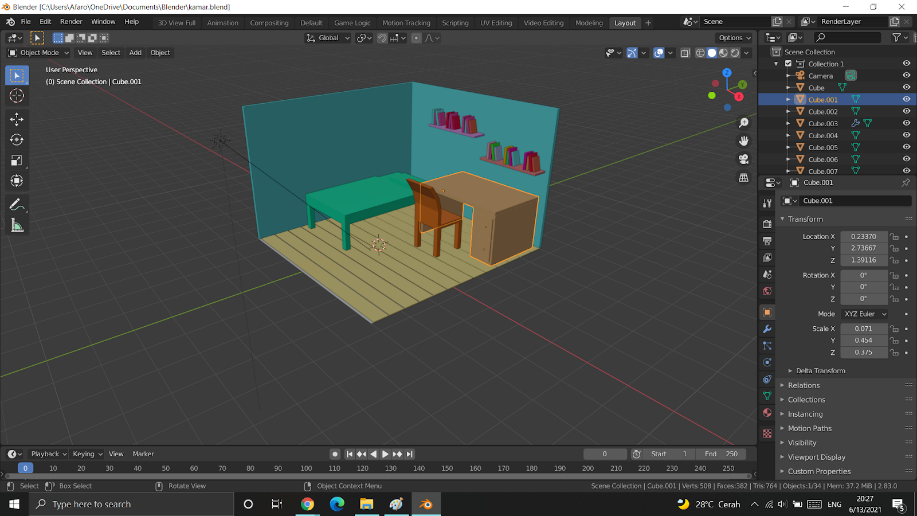 Blender [C:\Users\Afaro\OneDrive\Documents\Blender\kamar.blend]
File Edit Render Window Help 3D View Full Animation Compositing Default Game Logic Motion Tracking Scripting UV Editing Video Editing Modeling Layout Scene RenderLayer
Global Options
Object Mode View Select Add Object
User Perspective
(0) Scene Collection | Cube.001
Z
Y
X
Scene Collection
Collection 1
Camera
Cube
Cube.001
Cube.002
Cube.003
Cube.004
Cube.005
Cube.006
Cube.007
Cube.001
Cube.001
Transform
Location X 0.23370
Y 2.73667
Z 1.39116
Rotation X 0°
Y 0°
Z 0°
Mode XYZ Euler
Scale X 0.071
Y 0.454
Z 0.375
Delta Transform
Relations
Collections
Instancing
Motion Paths
Visibility
Viewport Display
Custom Properties
Playback Keying View Marker 0 Start 1 End 250
0 10 20 30 40 50 60 70 80 90 100 110 120 130 140 150 160 170 180 190 200 210 220 230 240 250
Select Box Select Rotate View Object Context Menu Scene Collection | Cube.001 | Verts:508 | Faces:382 | Tris:764 | Objects:1/34 | Mem: 37.2 MiB | 2.83.0
Type here to search 28°C Cerah ENG 20:27
6/13/2021
5